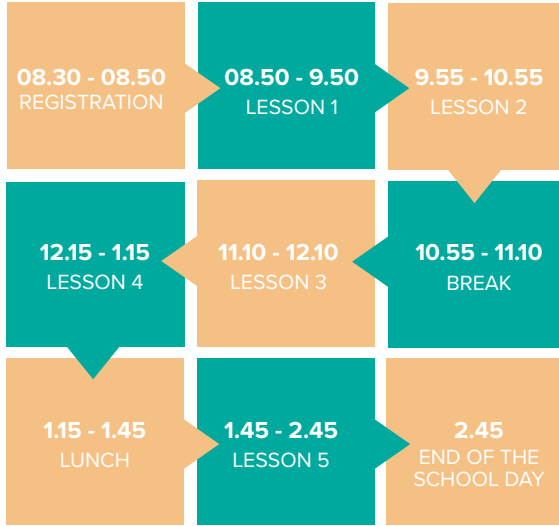 08.30 - 08.50
REGISTRATION
08.50 - 9.50
LESSON 1
9.55 - 10.55
LESSON 2
10.55 - 11.10
BREAK
11.10 - 12.10
LESSON 3
12.15 - 1.15
LESSON 4
1.15 - 1.45
LUNCH
1.45 - 2.45
LESSON 5
2.45
END OF THE
SCHOOL DAY